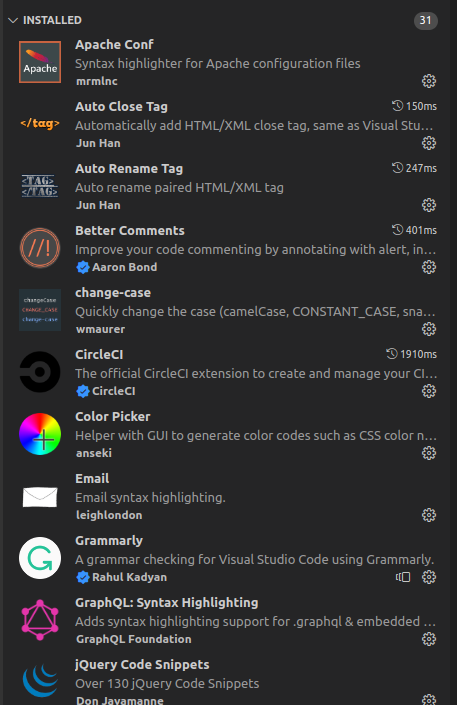 INSTALLED 31
Apache Conf
Apache
Syntax highlighter for Apache configuration files
mrmlnc
Auto Close Tag 150ms
</tag>
Automatically add HTML/XML close tag, same as Visual Stu...
Jun Han
Auto Rename Tag 247ms
<TAG>
</TAG>
Auto rename paired HTML/XML tag
Jun Han
Better Comments 401ms
//!
Improve your code commenting by annotating with alert, in...
Aaron Bond
change-case
changeCase
CHANGE_CASE
change-case
Quickly change the case (camelCase, CONSTANT_CASE, sna...
wmaurer
CircleCI 1910ms
The official CircleCI extension to create and manage your CI...
CircleCI
Color Picker
Helper with GUI to generate color codes such as CSS color n...
anseki
Email
Email syntax highlighting.
leighlondon
Grammarly
G
A grammar checking for Visual Studio Code using Grammarly.
Rahul Kadyan
GraphQL: Syntax Highlighting
Adds syntax highlighting support for .graphql & embedded ...
GraphQL Foundation
jQuery Code Snippets
Over 130 jQuery Code Snippets
Don Jayamanne